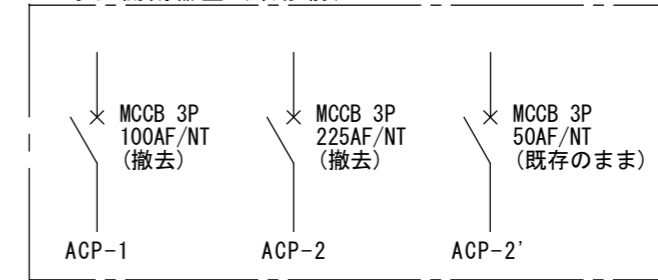 MCCB 3P
100AF/NT
(撤去)
MCCB 3P
225AF/NT
(撤去)
MCCB 3P
50AF/NT
(既存のまま)
ACP-1
ACP-2
ACP-2'